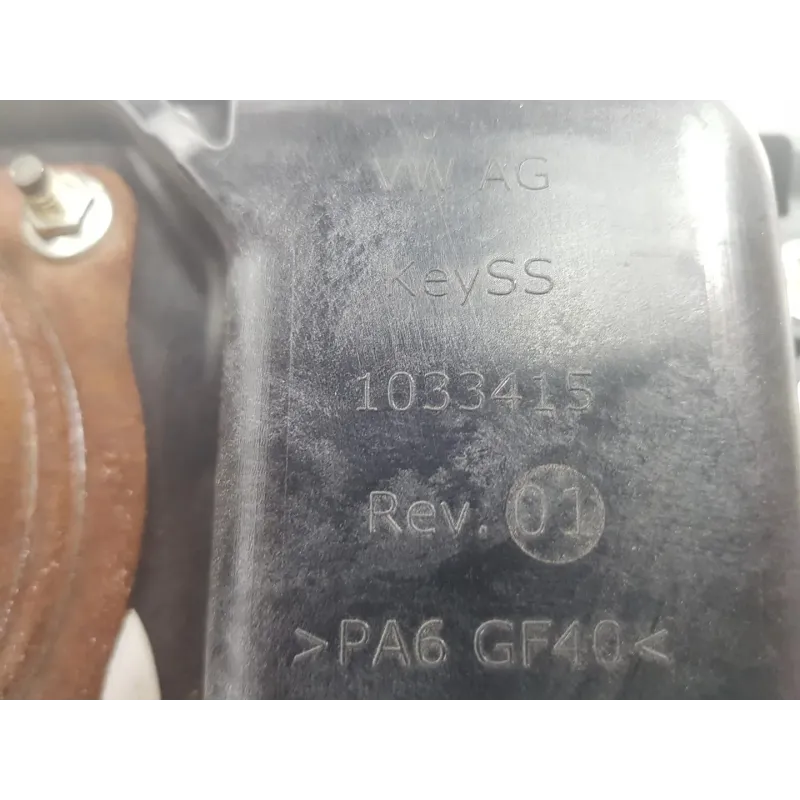 VW AG
KeySS
1033415
Rev. 01
>PA6 GF40<